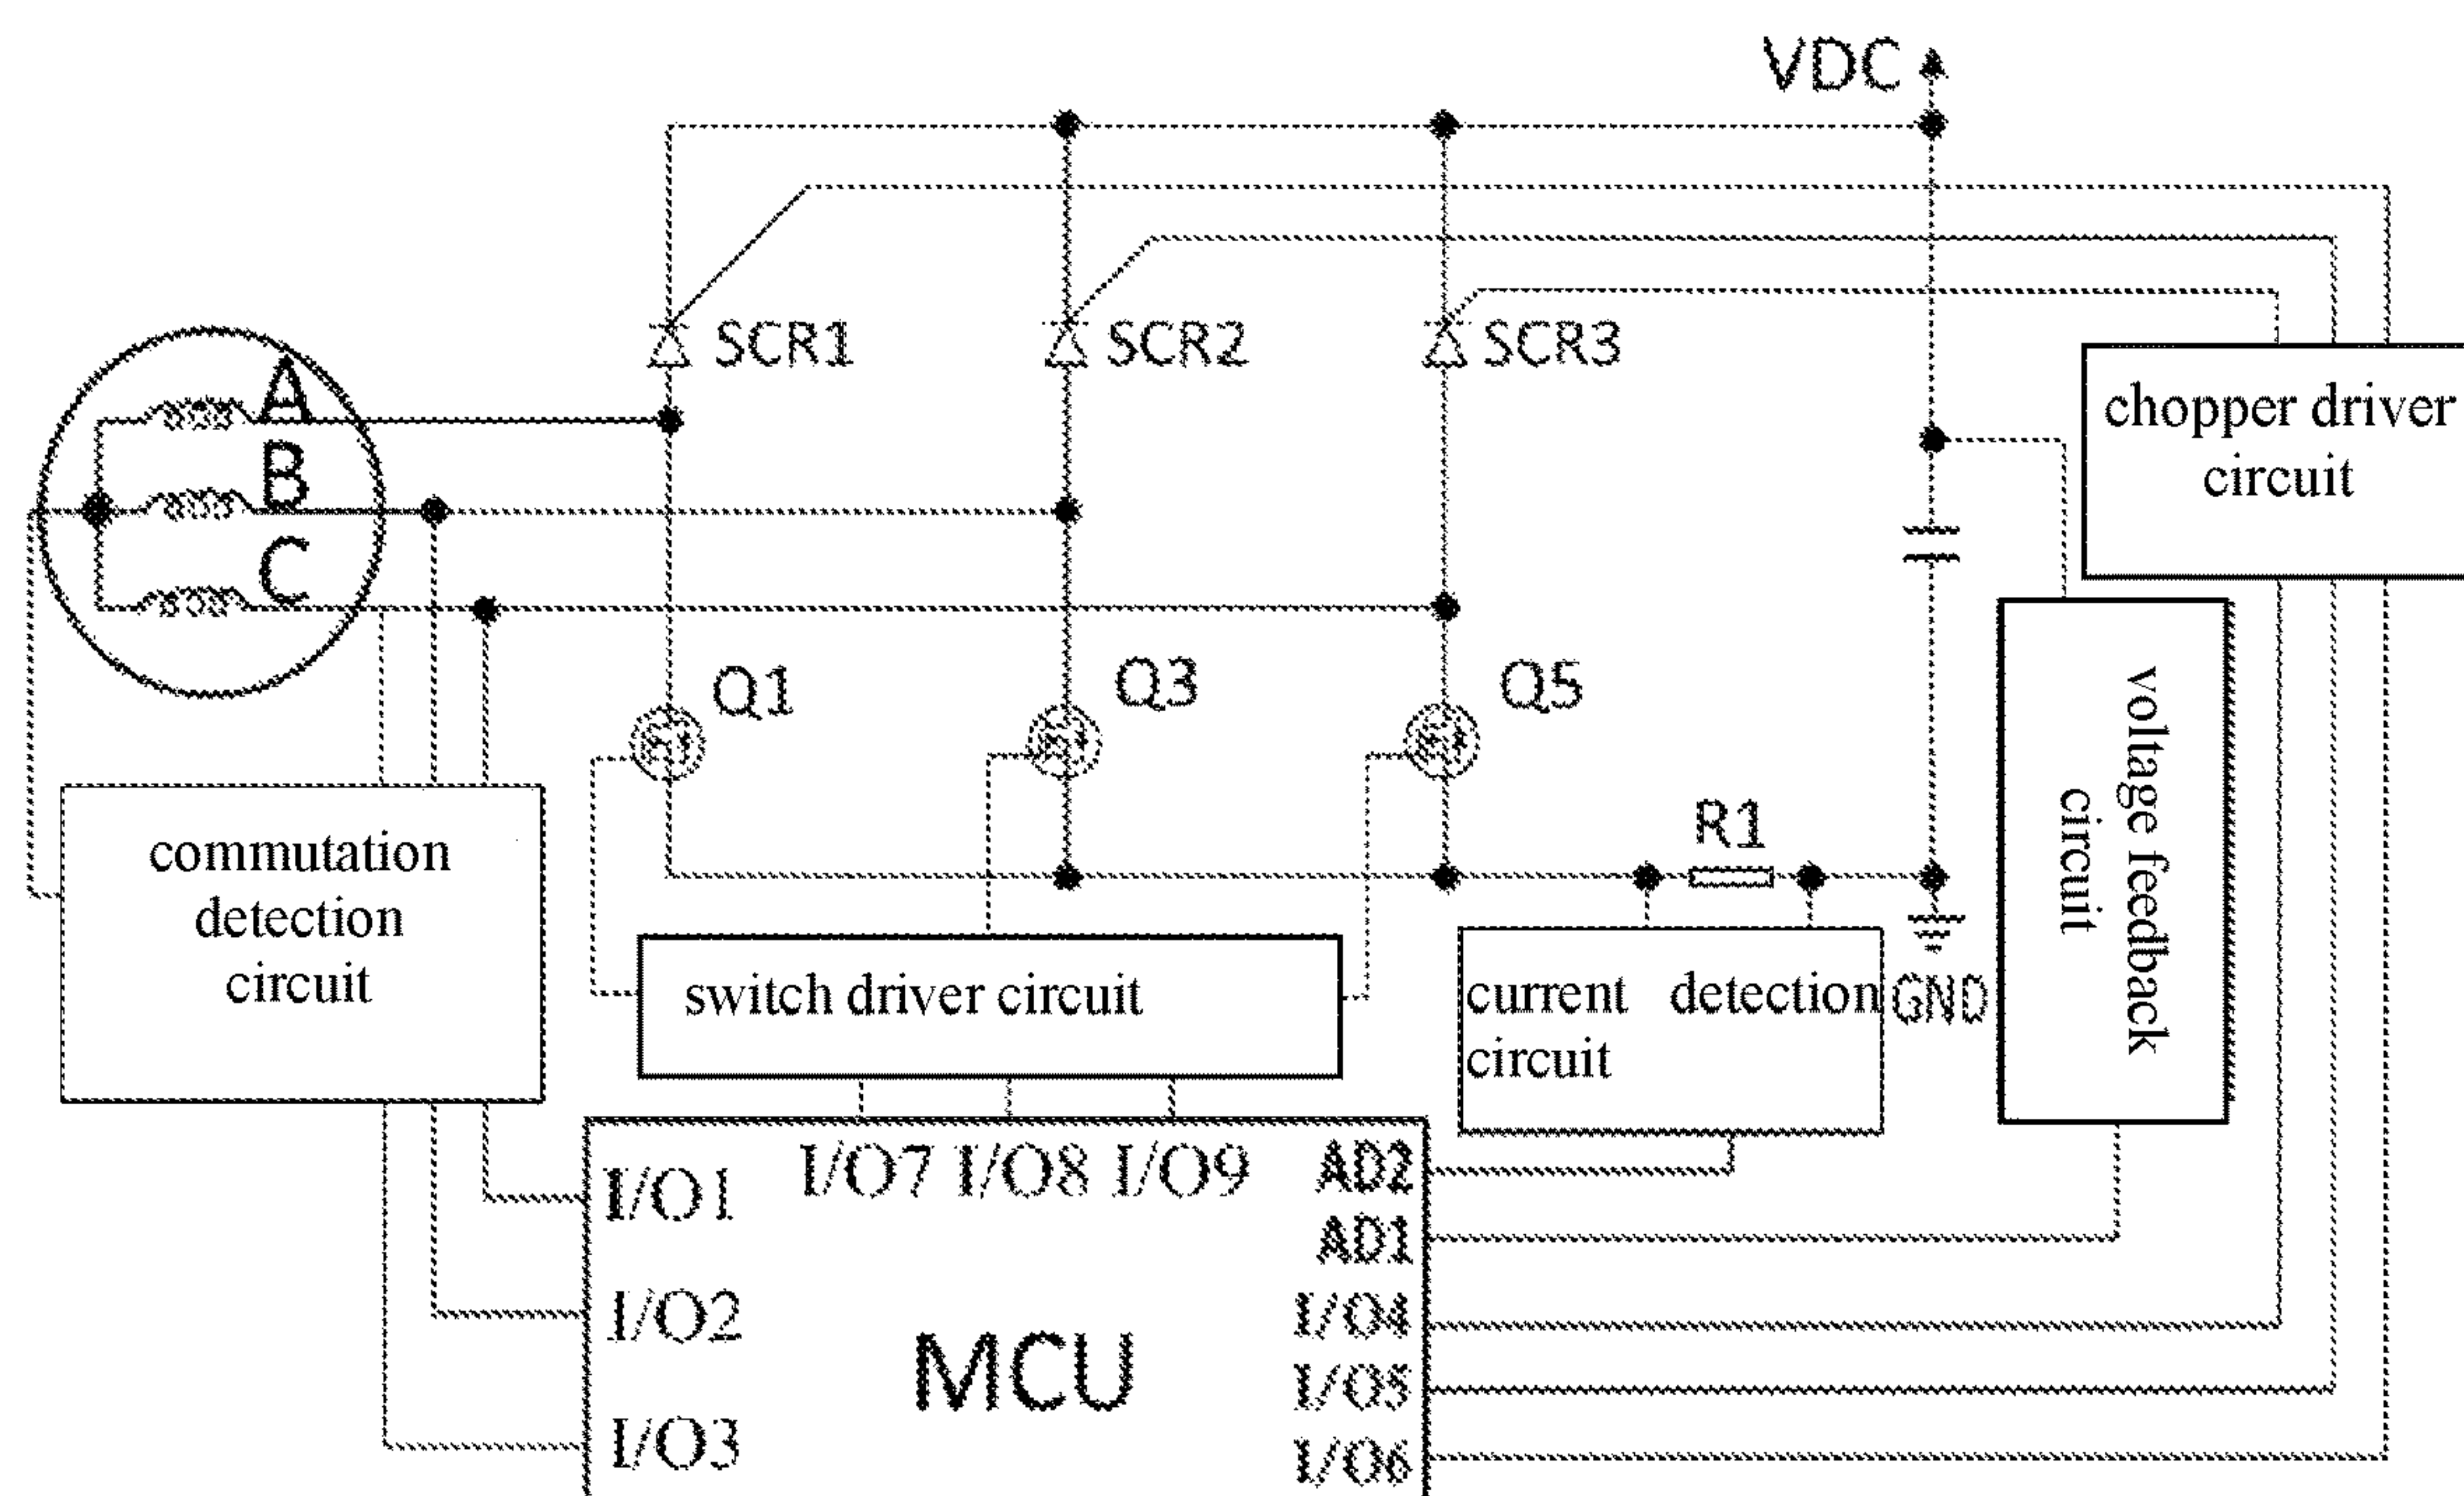 VDC
SCR1
SCR2
SCR3
A
B
C
chopper driver
circuit
Q1
Q3
Q5
R1
voltage feedback
circuit
commutation
detection
circuit
switch driver circuit
current detection
circuit
GND
I/O7 I/O8 I/O9
AD2
I/O1
AD1
I/O2
I/O4
MCU
I/O5
I/O3
I/O6